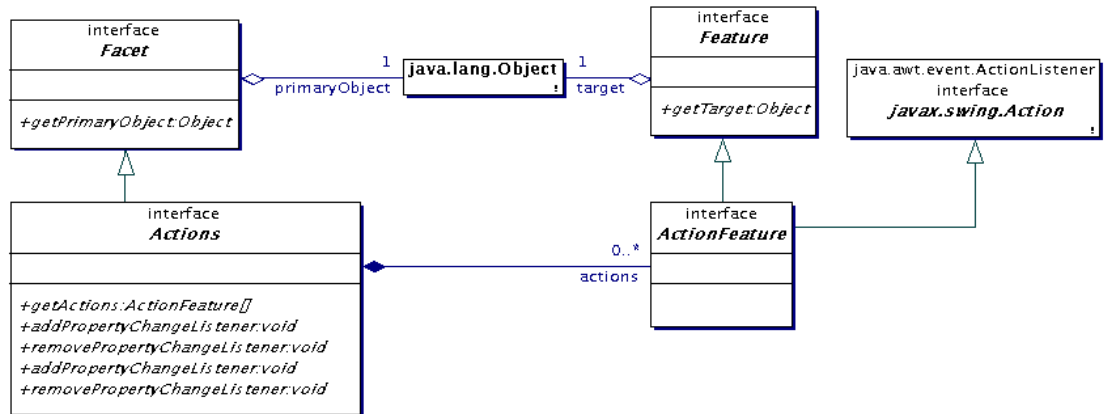 interface
Facet
+getPrimaryObject:Object
1
primaryObject
java.lang.Object
!
1
target
interface
Feature
+getTarget:Object
java.awt.event.ActionListener
interface
javax.swing.Action
!
interface
Actions
+getActions:ActionFeature[]
+addPropertyChangeListener:void
+removePropertyChangeListener:void
+addPropertyChangeListener:void
+removePropertyChangeListener:void
0..*
actions
interface
ActionFeature